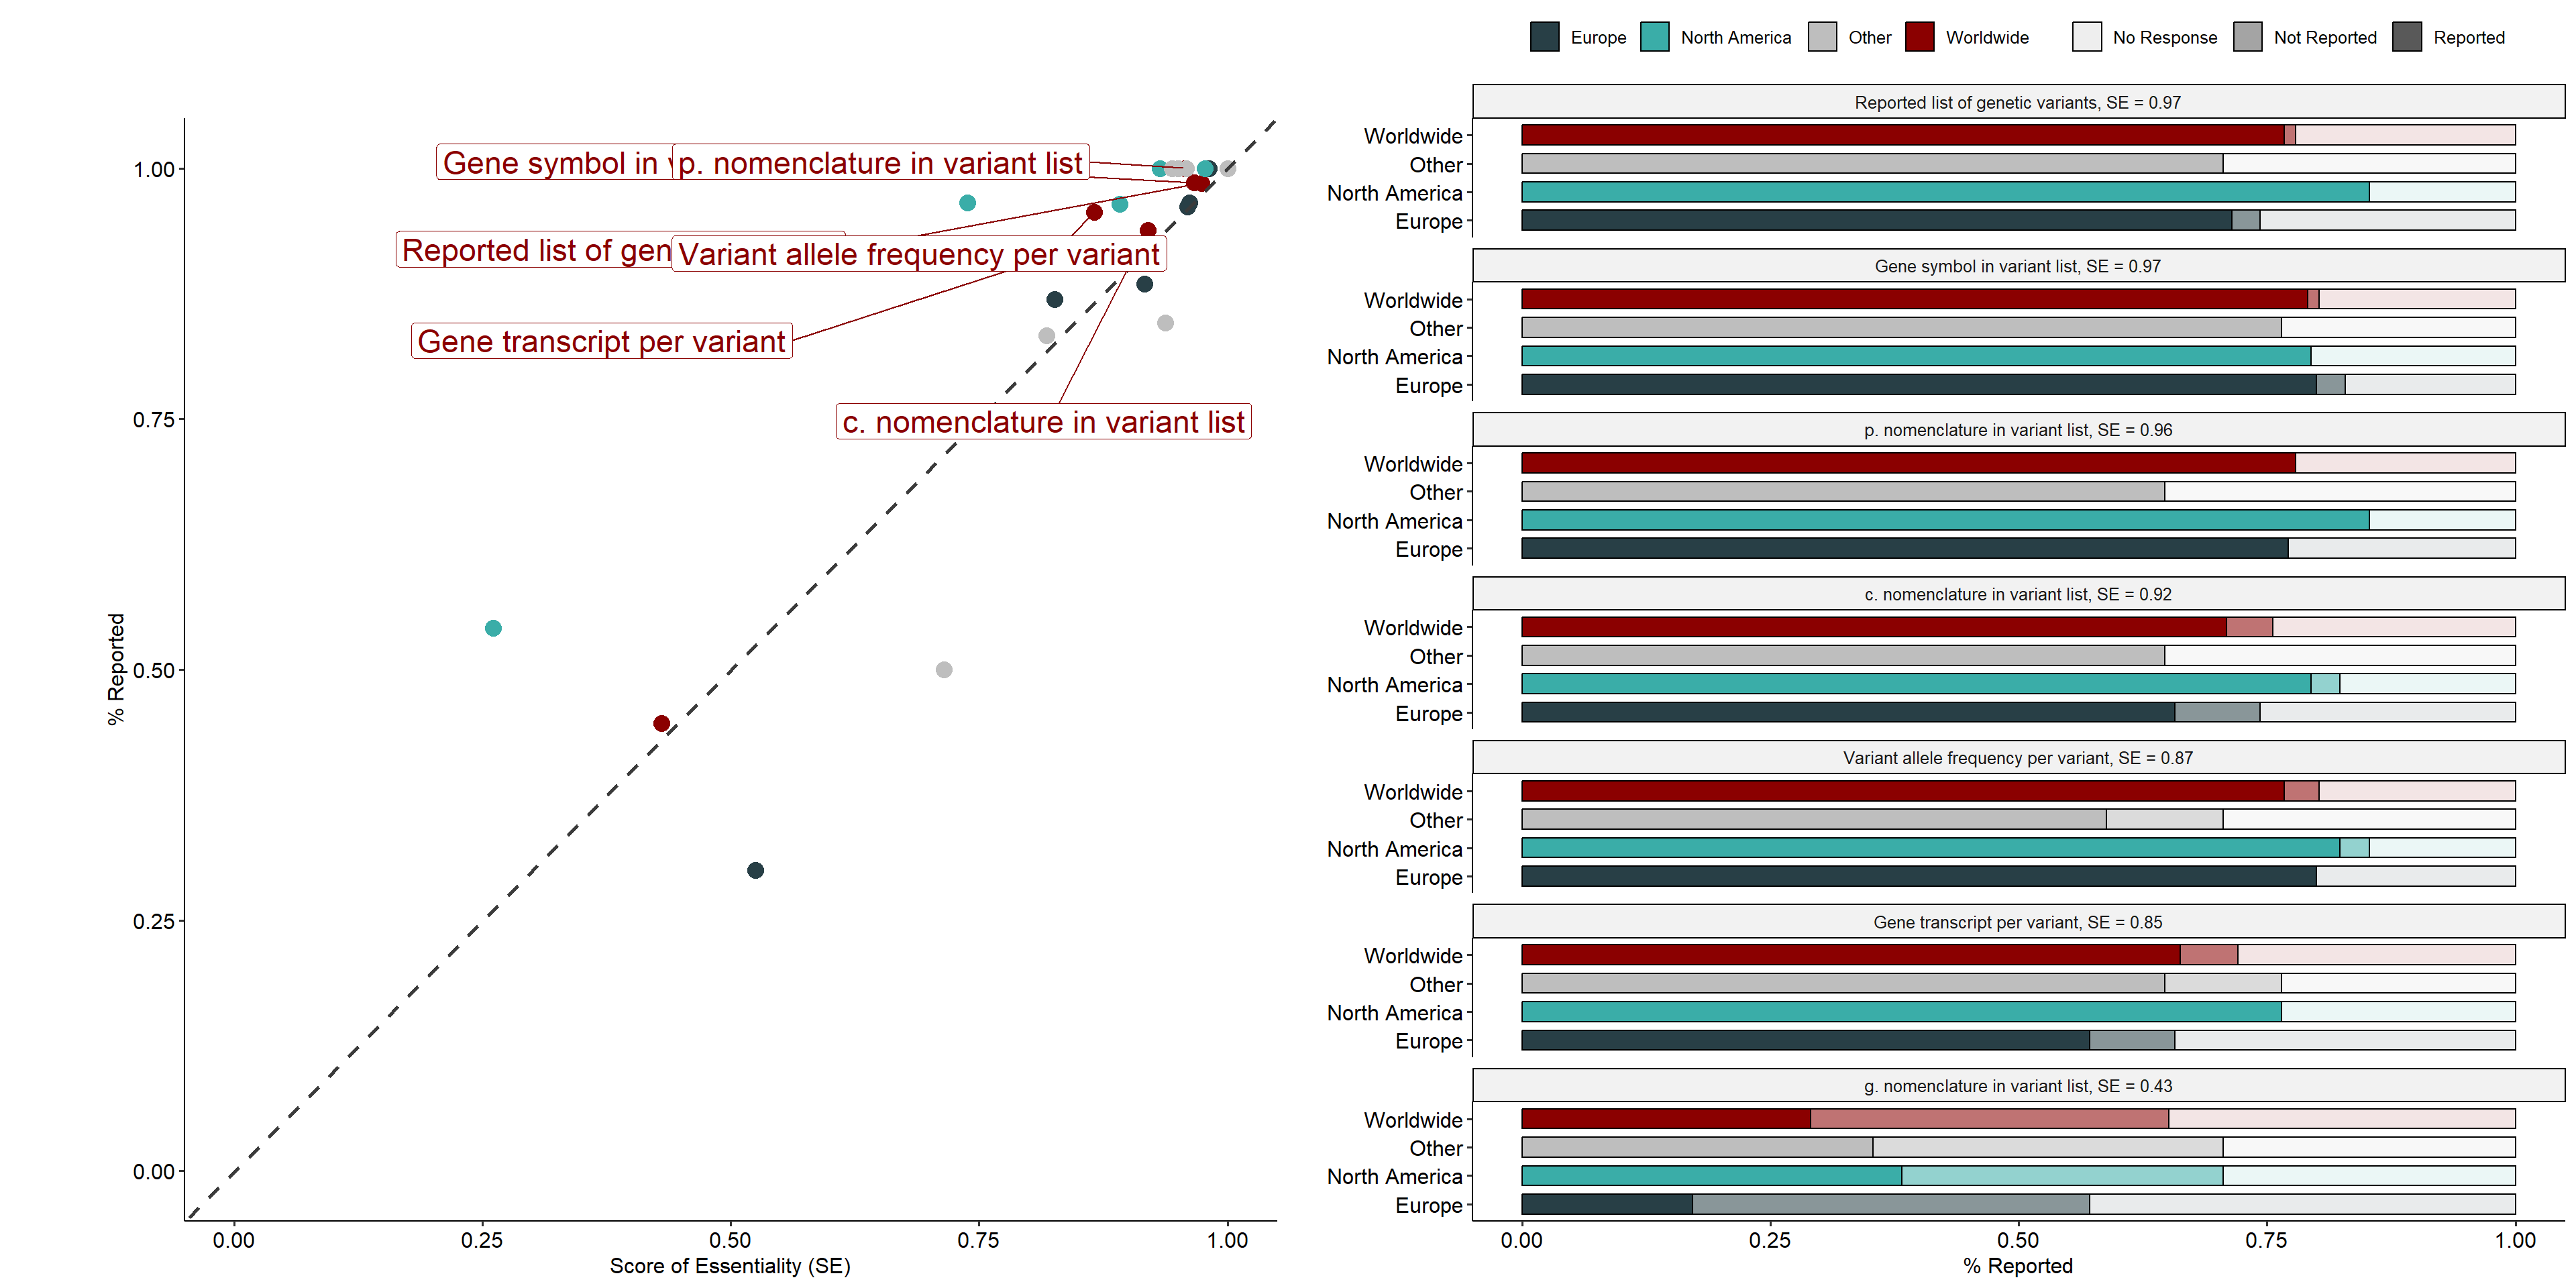 Europe North America Other Worldwide No Response Not Reported Reported
% Reported
1.00
0.75
0.50
0.25
0.00
Gene symbol in
p. nomenclature in variant list
Reported list of
Variant allele frequency per variant
Gene transcript per variant
c. nomenclature in variant list
0.00 0.25 0.50 0.75 1.00
Score of Essentiality (SE)
Reported list of genetic variants, SE = 0.97
Worldwide
Other
North America
Europe
Gene symbol in variant list, SE = 0.97
Worldwide
Other
North America
Europe
p. nomenclature in variant list, SE = 0.96
Worldwide
Other
North America
Europe
c. nomenclature in variant list, SE = 0.92
Worldwide
Other
North America
Europe
Variant allele frequency per variant, SE = 0.87
Worldwide
Other
North America
Europe
Gene transcript per variant, SE = 0.85
Worldwide
Other
North America
Europe
g. nomenclature in variant list, SE = 0.43
Worldwide
Other
North America
Europe
0.00 0.25 0.50 0.75 1.00
% Reported